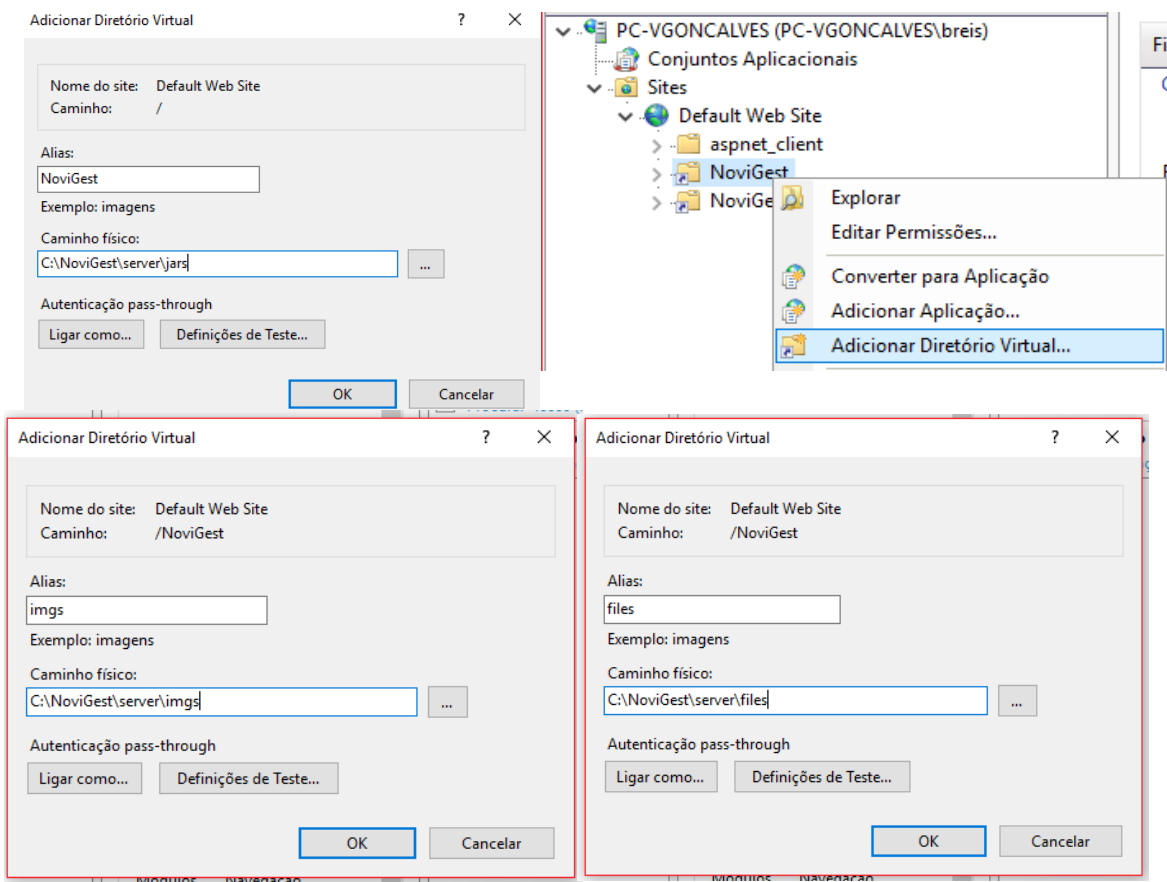 Adicionar Diretório Virtual
?
Nome do site: Default Web Site
Caminho: /
Alias:
NoviGest
Exemplo: imagens
Caminho físico:
C:\NoviGest\server\jars
...
Autenticação pass-through
Ligar como...
Definições de Teste...
OK
Cancelar
PC-VGONCALVES (PC-VGONCALVES\breis)
Conjuntos Aplicacionais
Sites
Default Web Site
aspnet_client
NoviGest
NoviGe
Explorar
Editar Permissões...
Converter para Aplicação
Adicionar Aplicação...
Adicionar Diretório Virtual...
Fi
Adicionar Diretório Virtual
?
Nome do site: Default Web Site
Caminho: /NoviGest
Alias:
imgs
Exemplo: imagens
Caminho físico:
C:\NoviGest\server\imgs
...
Autenticação pass-through
Ligar como...
Definições de Teste...
OK
Cancelar
Adicionar Diretório Virtual
?
Nome do site: Default Web Site
Caminho: /NoviGest
Alias:
files
Exemplo: imagens
Caminho físico:
C:\NoviGest\server\files
...
Autenticação pass-through
Ligar como...
Definições de Teste...
OK
Cancelar